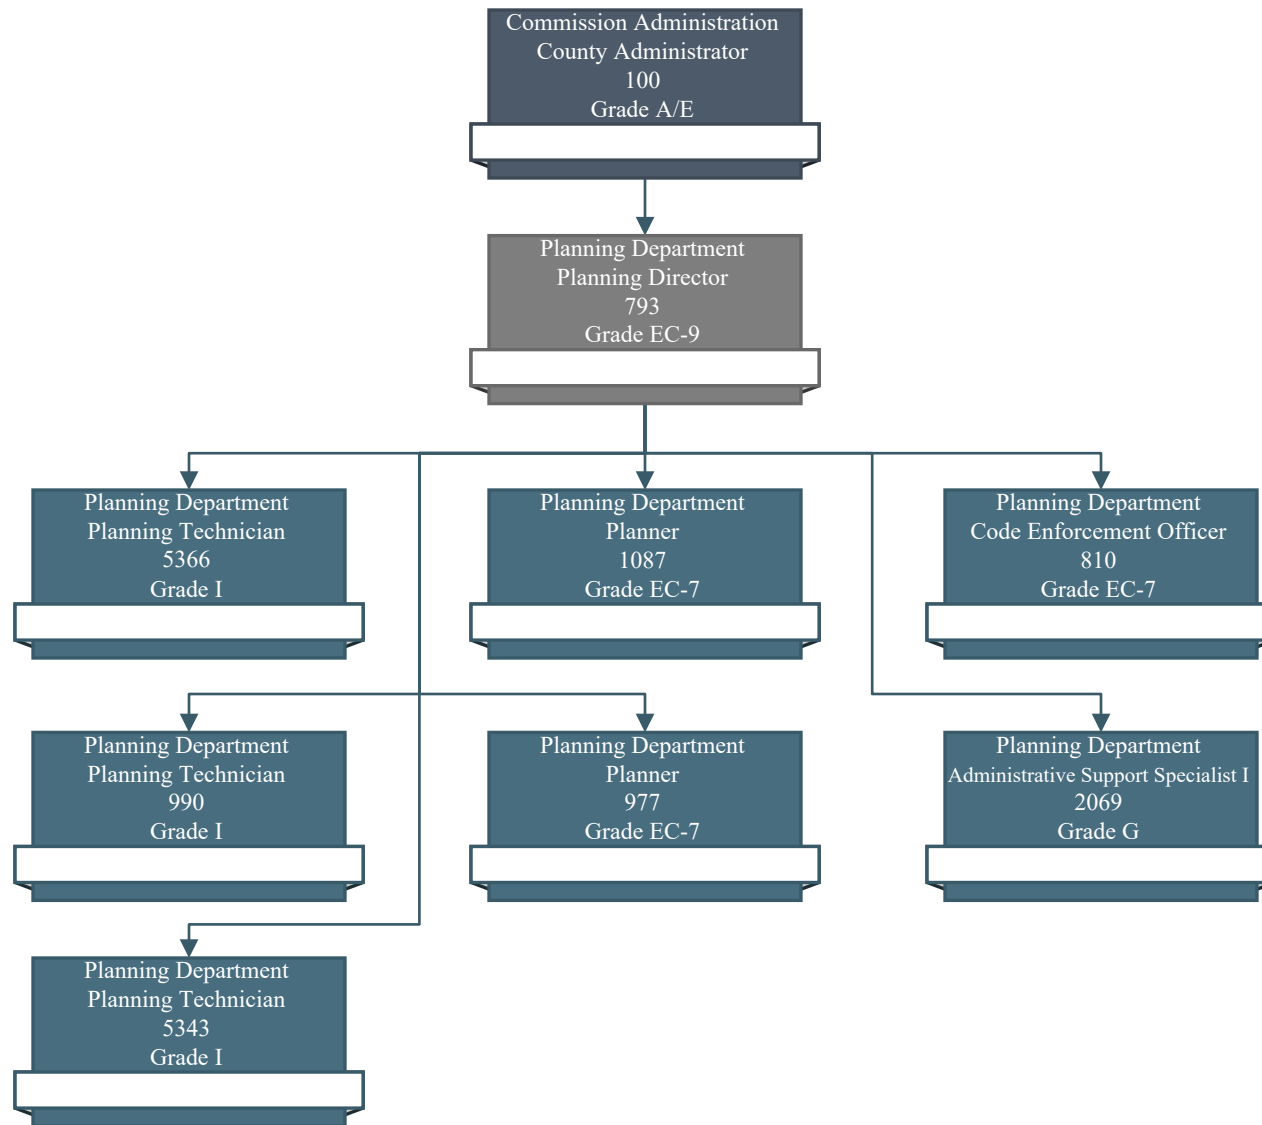 Commission Administration
County Administrator
100
Grade A/E
Planning Department
Planning Director
793
Grade EC-9
Planning Department
Planning Technician
5366
Grade I
Planning Department
Planner
1087
Grade EC-7
Planning Department
Code Enforcement Officer
810
Grade EC-7
Planning Department
Planning Technician
990
Grade I
Planning Department
Planner
977
Grade EC-7
Planning Department
Administrative Support Specialist I
2069
Grade G
Planning Department
Planning Technician
5343
Grade I